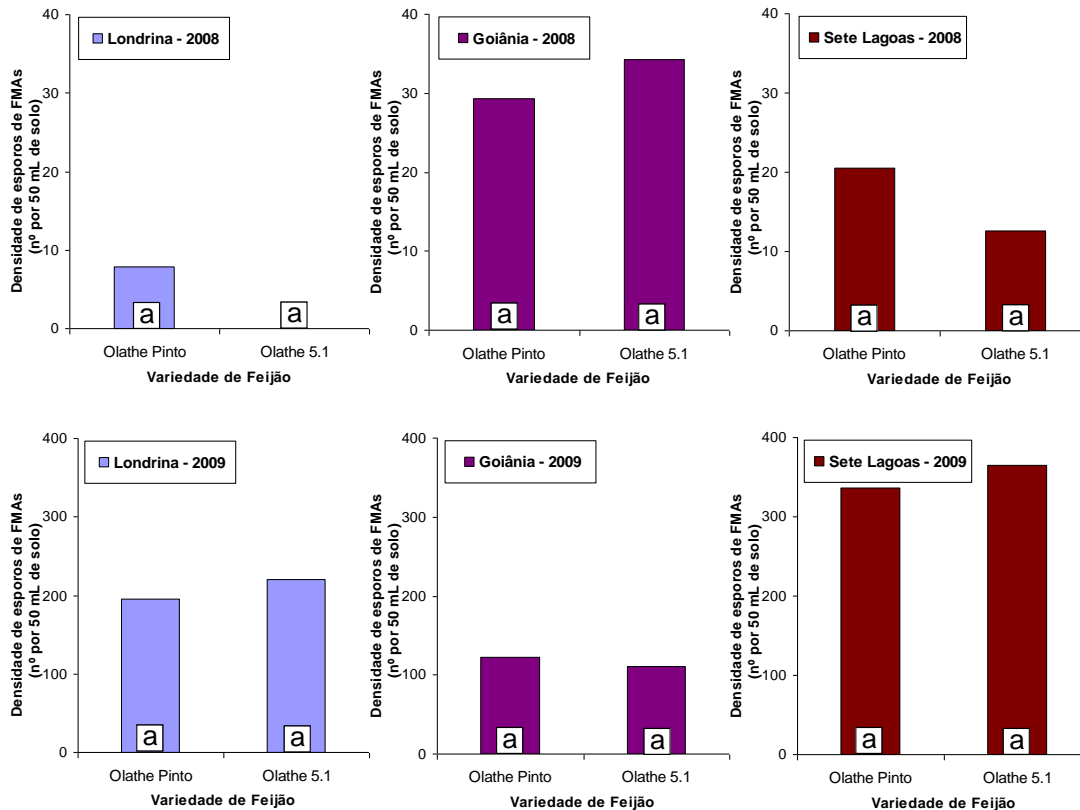 Densidade de esporos de FMAs
(nº por 50 mL de solo)
40
30
20
10
0
Londrina - 2008
a
a
Olathe Pinto
Olathe 5.1
Variedade de Feijão
Densidade de esporos de FMAs
(nº por 50 mL de solo)
40
30
20
10
0
Goiânia - 2008
a
a
Olathe Pinto
Olathe 5.1
Variedade de Feijão
Densidade de esporos de FMAs
(nº por 50 mL de solo)
40
30
20
10
0
Sete Lagoas - 2008
a
a
Olathe Pinto
Olathe 5.1
Variedade de Feijão
Densidade de esporos de FMAs
(nº por 50 mL de solo)
400
300
200
100
0
Londrina - 2009
a
a
Olathe Pinto
Olathe 5.1
Variedade de Feijão
Densidade de esporos de FMAs
(nº por 50 mL de solo)
400
300
200
100
0
Goiânia - 2009
a
a
Olathe Pinto
Olathe 5.1
Variedade de Feijão
Densidade de esporos de FMAs
(nº por 50 mL de solo)
400
300
200
100
0
Sete Lagoas - 2009
a
a
Olathe Pinto
Olathe 5.1
Variedade de Feijão